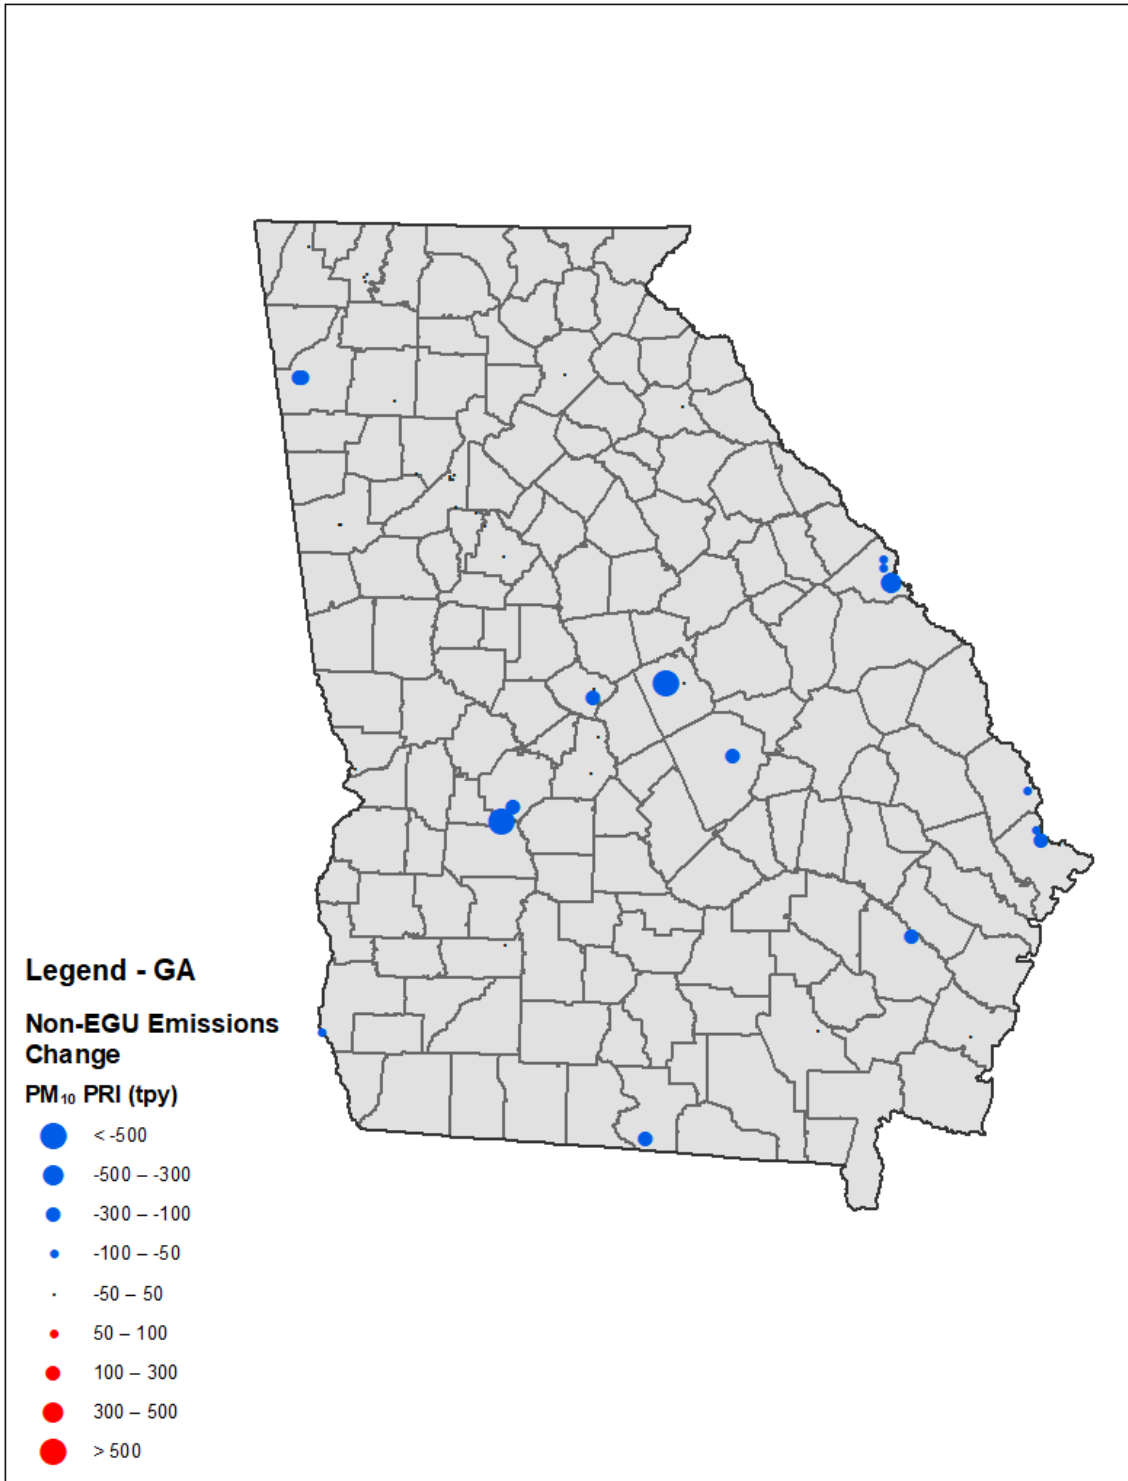 Legend - GA
Non-EGU Emissions
Change
PM₁₀ PRI (tpy)
< -500
-500 – -300
-300 – -100
-100 – -50
-50 – 50
50 – 100
100 – 300
300 – 500
> 500